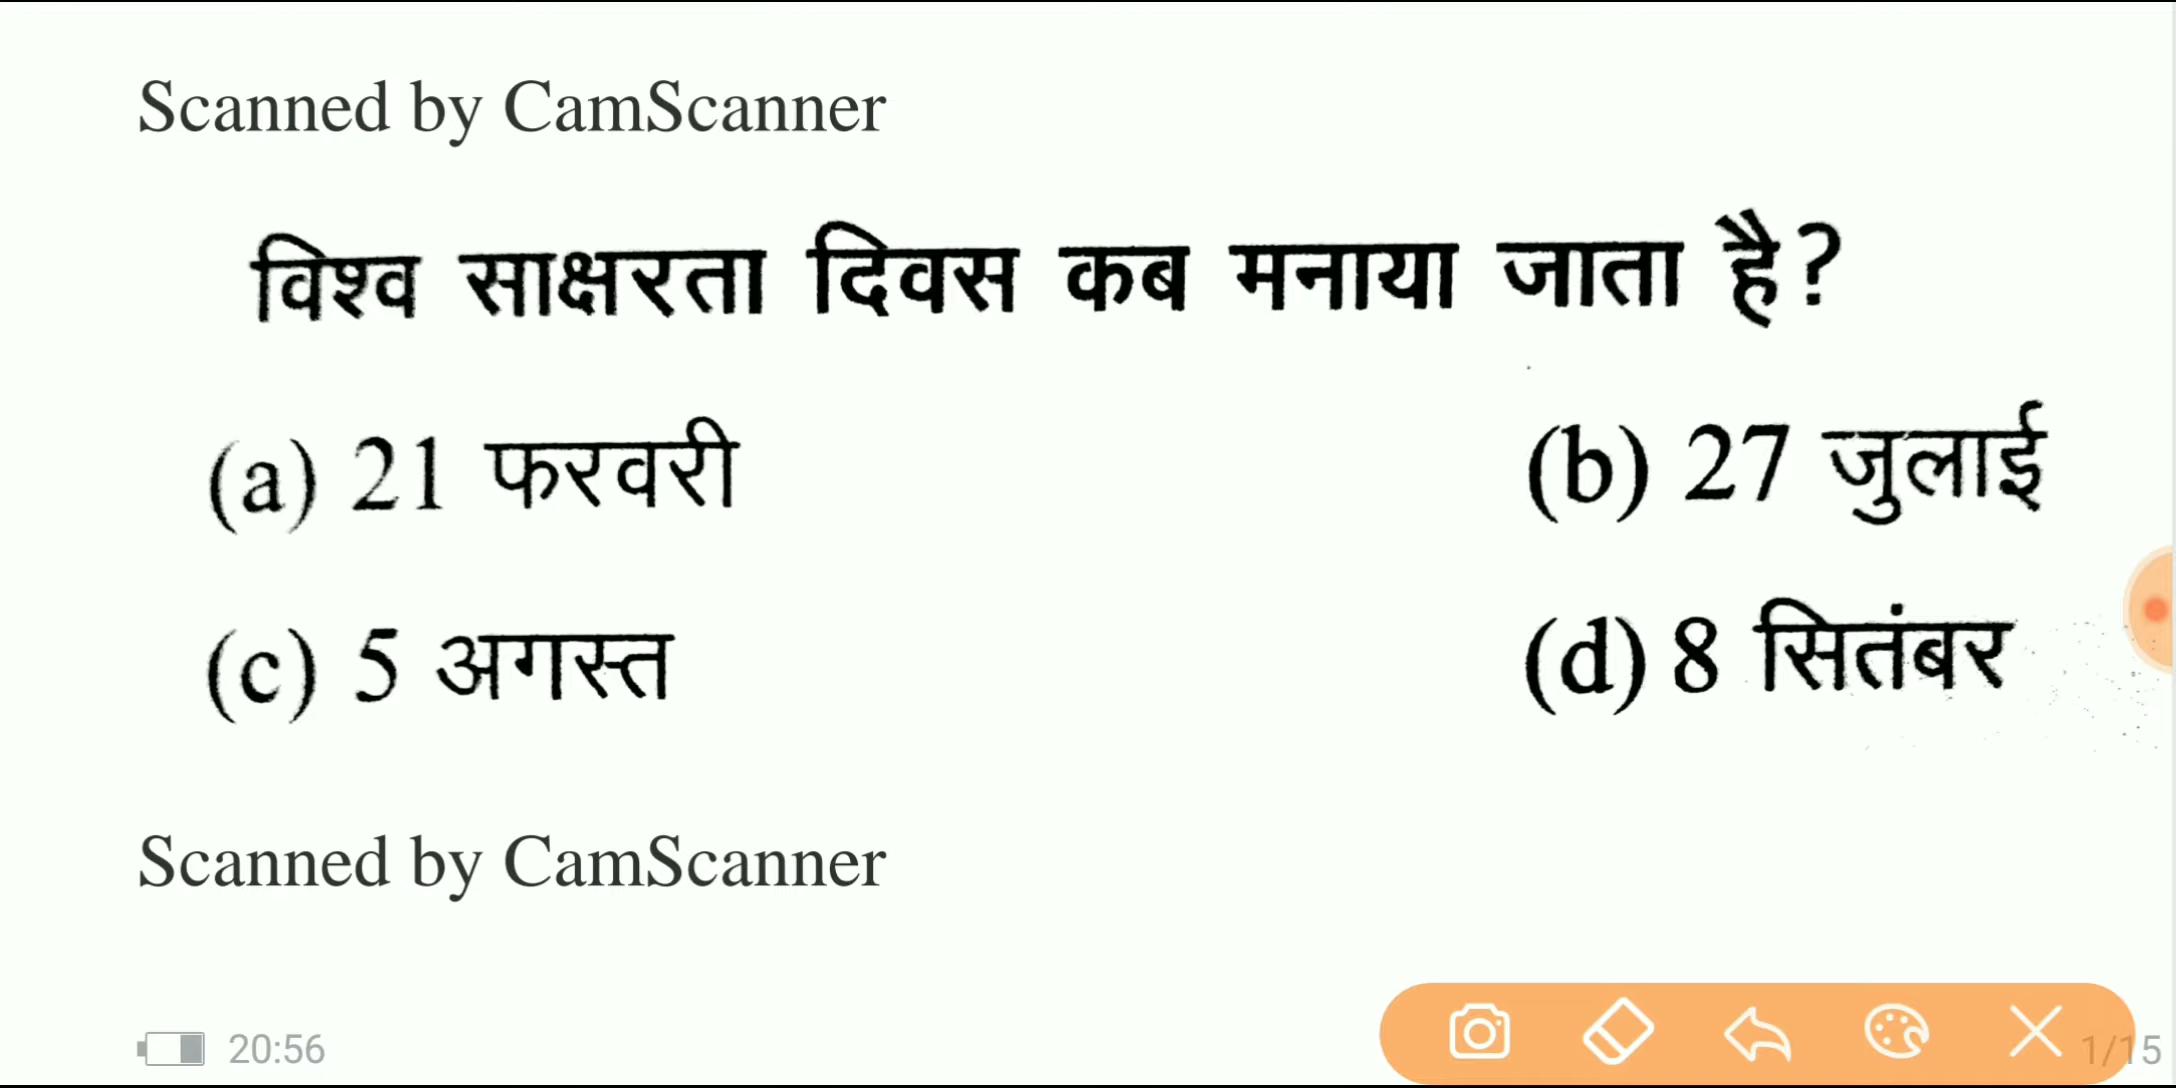 Scanned by CamScanner
विश्व साक्षरता दिवस कब मनाया जाता है?
(a) 21 फरवरी (b) 27 जुलाई
(c) 5 अगस्त (d) 8 सितंबर
Scanned by CamScanner
20:56 1/15